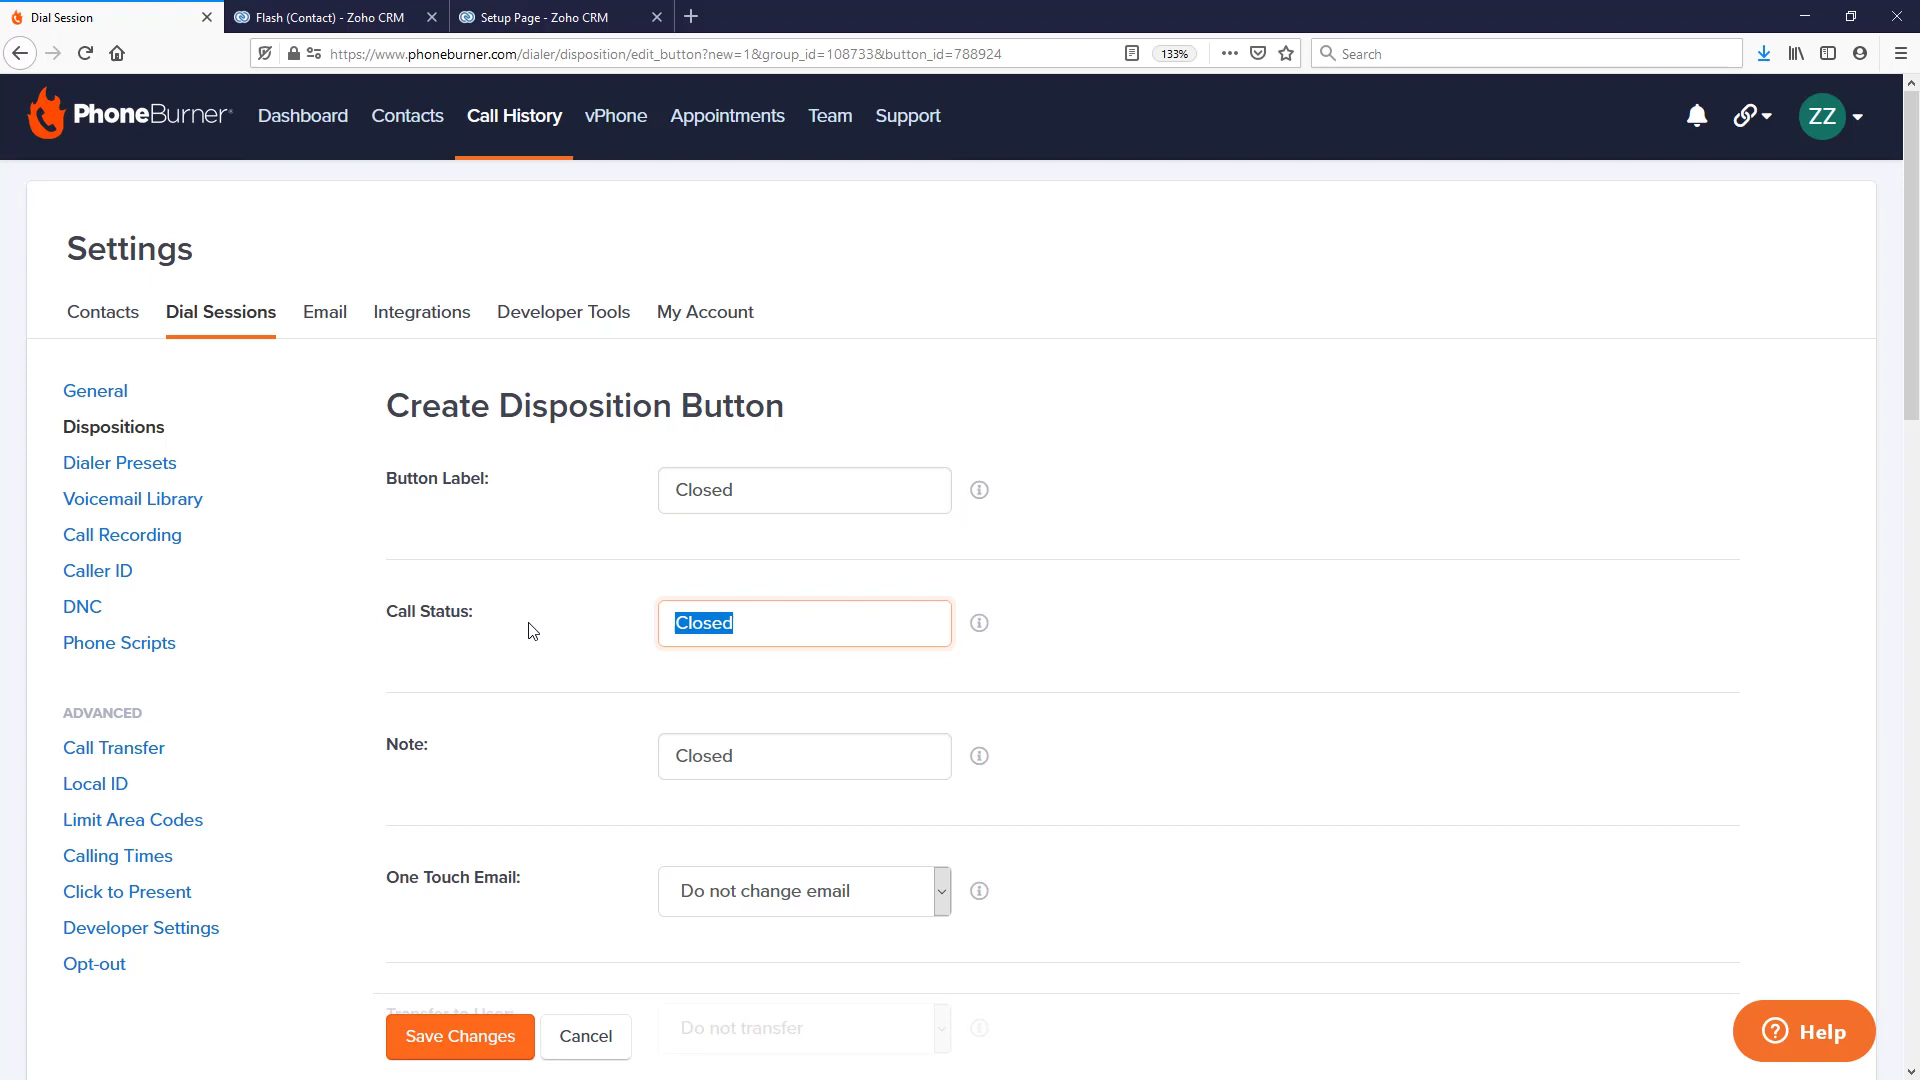 Dial Session
Flash (Contact) - Zoho CRM
Setup Page - Zoho CRM
https://www.phoneburner.com/dialer/disposition/edit_button?new=1&group_id=108733&button_id=788924
133%
Search
PhoneBurner
Dashboard
Contacts
Call History
vPhone
Appointments
Team
Support
ZZ
Settings
Contacts
Dial Sessions
Email
Integrations
Developer Tools
My Account
General
Dispositions
Dialer Presets
Voicemail Library
Call Recording
Caller ID
DNC
Phone Scripts
ADVANCED
Call Transfer
Local ID
Limit Area Codes
Calling Times
Click to Present
Developer Settings
Opt-out
Create Disposition Button
Button Label:
Closed
Call Status:
Closed
Note:
Closed
One Touch Email:
Do not change email
Transfer to User:
Do not transfer
Save Changes
Cancel
Help